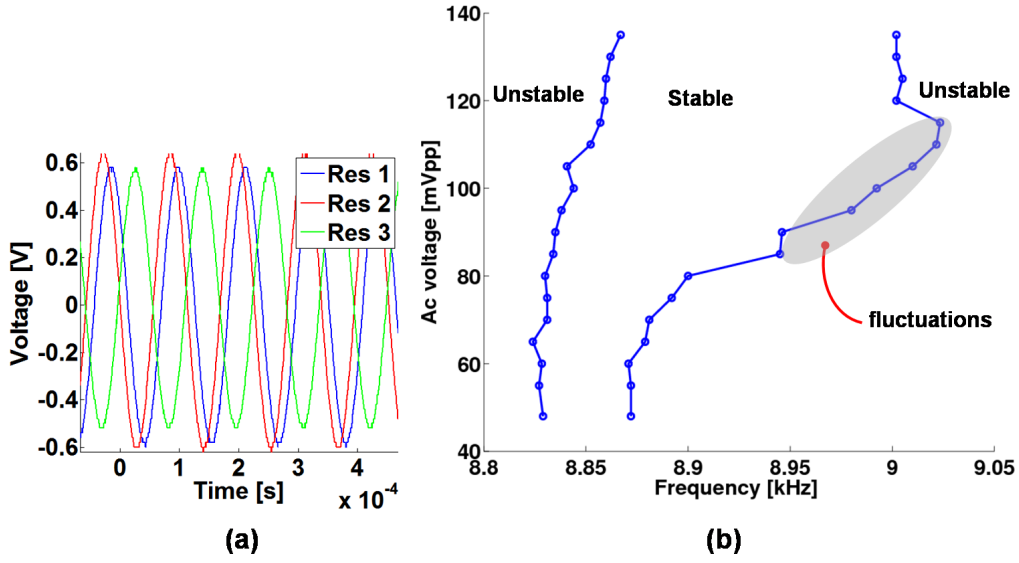 0.6
0.4
0.2
0
-0.2
-0.4
-0.6
Voltage [V]
0 1 2 3 4
Time [s]
x 10^-4
Res 1
Res 2
Res 3
(a)
140
120
100
80
60
40
Ac voltage [mVpp]
Unstable
Stable
Unstable
fluctuations
8.8 8.85 8.9 8.95 9 9.05
Frequency [kHz]
(b)